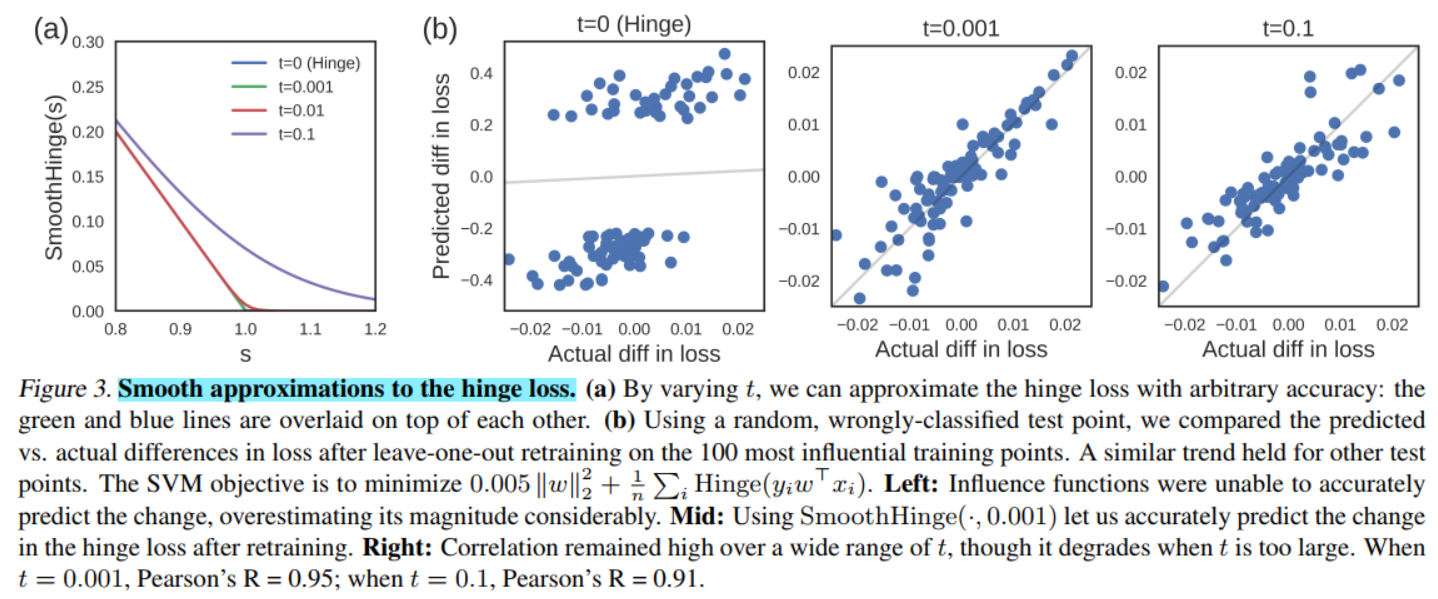 (a)
0.30
0.25
0.20
0.15
0.10
0.05
0.00
0.8 0.9 1.0 1.1 1.2
s
SmoothHinge(s)
t=0 (Hinge)
t=0.001
t=0.01
t=0.1
(b)
t=0 (Hinge)
Predicted diff in loss
0.4
0.2
0.0
−0.2
−0.4
−0.02 −0.01 0.00 0.01 0.02
Actual diff in loss
t=0.001
0.02
0.01
0.00
−0.01
−0.02
−0.02 −0.01 0.00 0.01 0.02
Actual diff in loss
t=0.1
0.02
0.01
0.00
−0.01
−0.02
−0.02 −0.01 0.00 0.01 0.02
Actual diff in loss
Figure 3. Smooth approximations to the hinge loss. (a) By varying t, we can approximate the hinge loss with arbitrary accuracy: the
green and blue lines are overlaid on top of each other. (b) Using a random, wrongly-classified test point, we compared the predicted
vs. actual differences in loss after leave-one-out retraining on the 100 most influential training points. A similar trend held for other test
points. The SVM objective is to minimize 0.005 ‖w‖₂² + 1/n ∑ᵢ Hinge(yᵢw⊤xᵢ). Left: Influence functions were unable to accurately
predict the change, overestimating its magnitude considerably. Mid: Using SmoothHinge(·, 0.001) let us accurately predict the change
in the hinge loss after retraining. Right: Correlation remained high over a wide range of t, though it degrades when t is too large. When
t = 0.001, Pearson's R = 0.95; when t = 0.1, Pearson's R = 0.91.